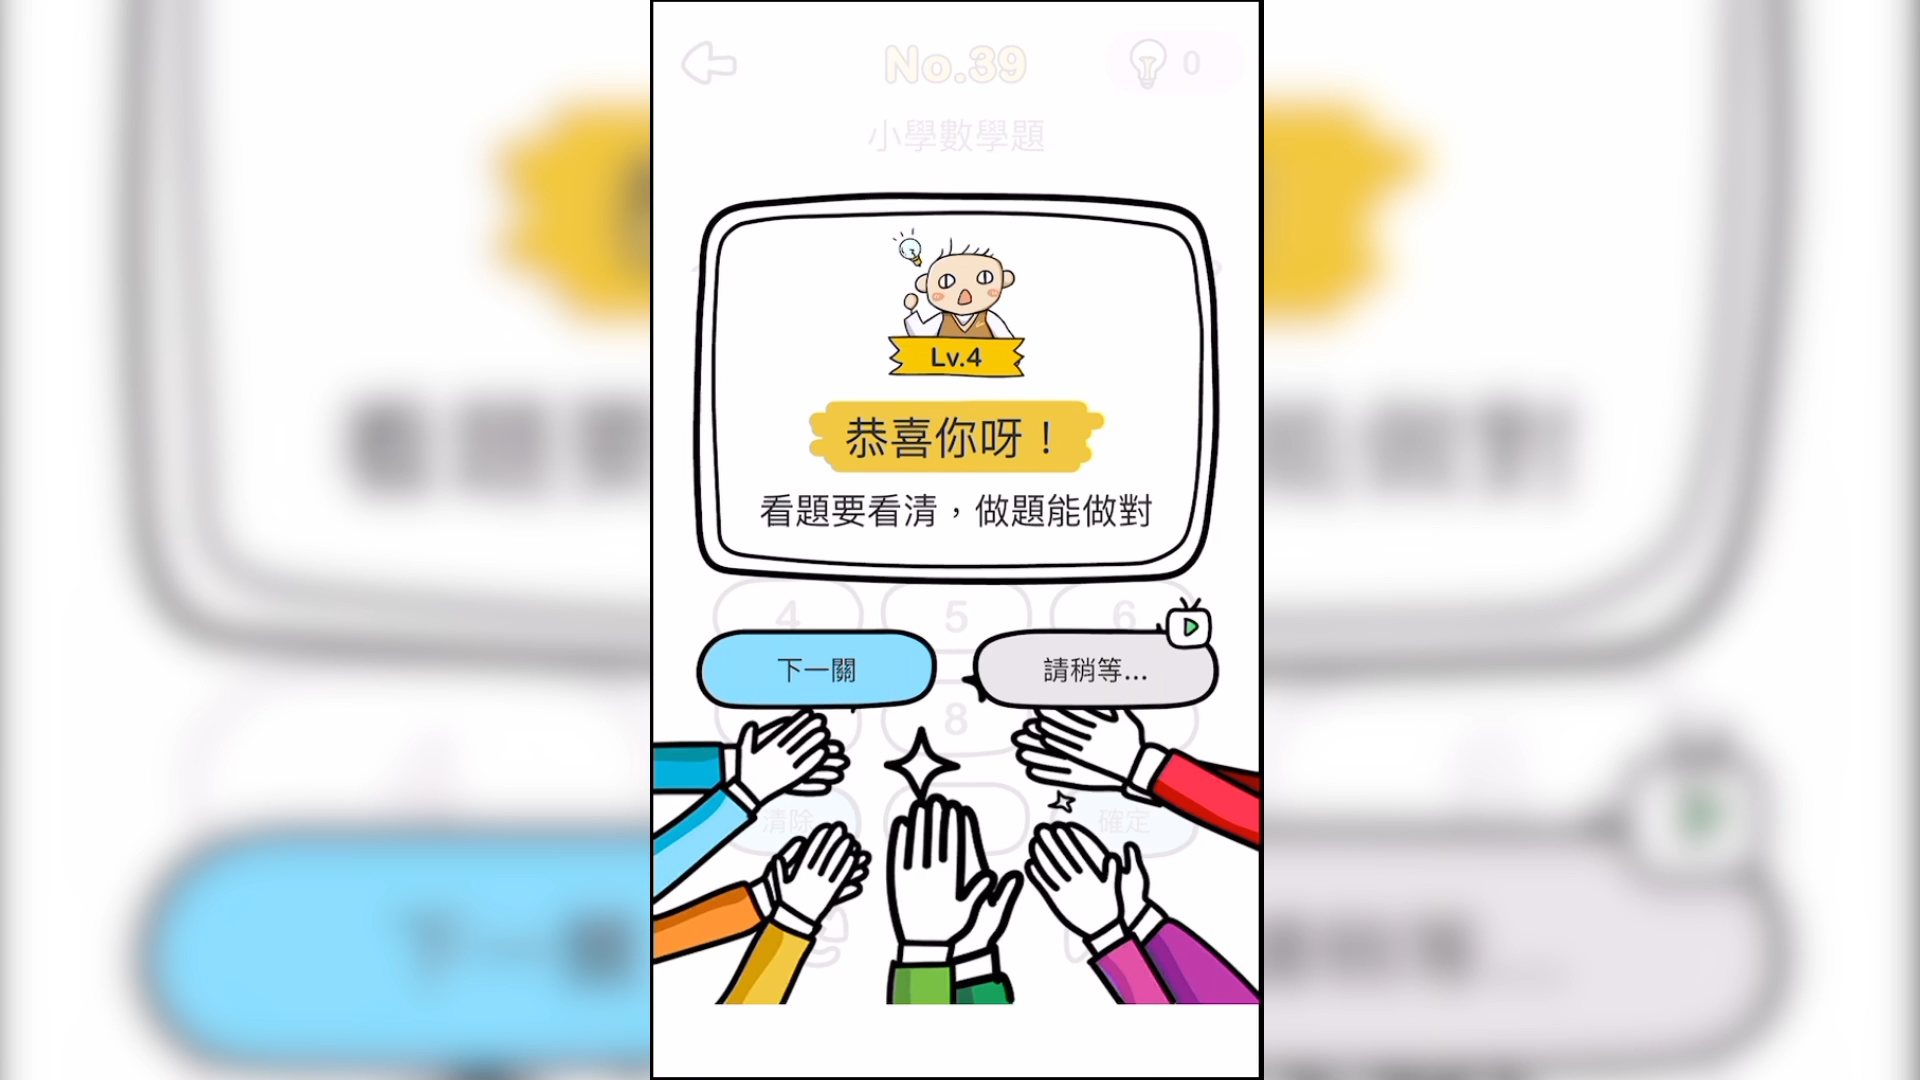 No.39
0
小學數學題
Lv.4
恭喜你呀！
看題要看清，做題能做對
4 5 6
下一關
請稍等...
8
清除
確定